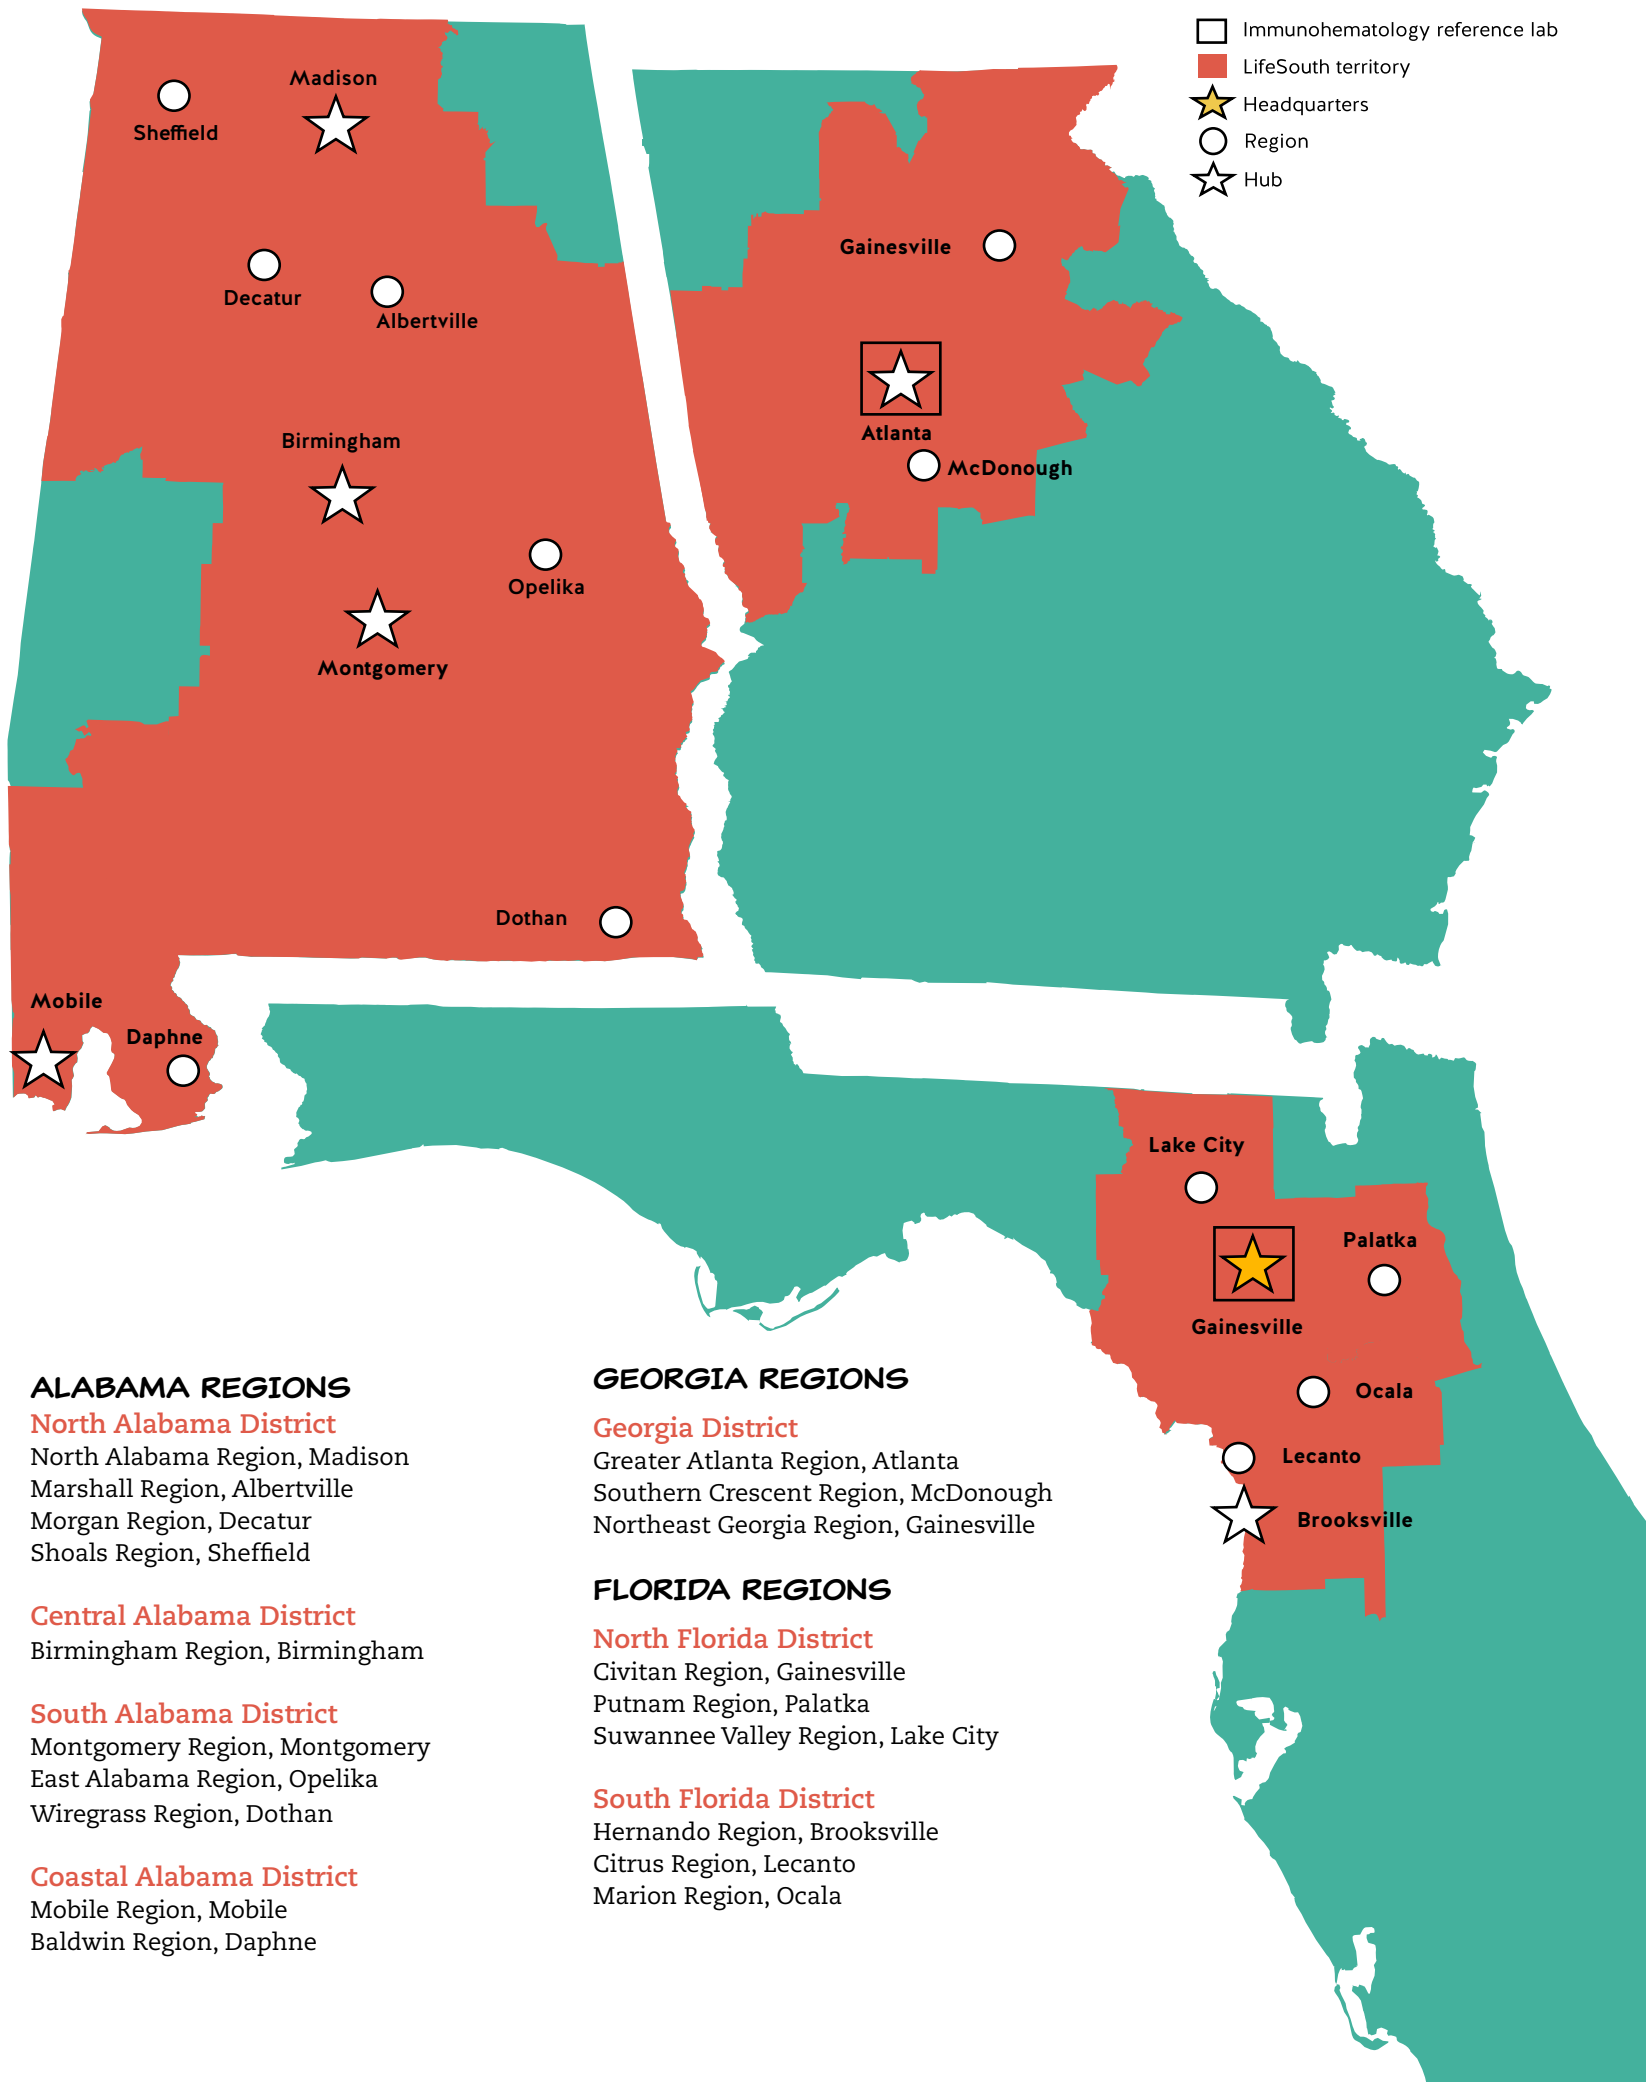 Immunohematology reference lab
LifeSouth territory
Headquarters
Region
Hub
Madison
Sheffield
Decatur
Albertville
Birmingham
Opelika
Montgomery
Dothan
Mobile
Daphne
Gainesville
Atlanta
McDonough
Lake City
Palatka
Gainesville
Ocala
Lecanto
Brooksville
ALABAMA REGIONS
North Alabama District
North Alabama Region, Madison
Marshall Region, Albertville
Morgan Region, Decatur
Shoals Region, Sheffield
Central Alabama District
Birmingham Region, Birmingham
South Alabama District
Montgomery Region, Montgomery
East Alabama Region, Opelika
Wiregrass Region, Dothan
Coastal Alabama District
Mobile Region, Mobile
Baldwin Region, Daphne
GEORGIA REGIONS
Georgia District
Greater Atlanta Region, Atlanta
Southern Crescent Region, McDonough
Northeast Georgia Region, Gainesville
FLORIDA REGIONS
North Florida District
Civitan Region, Gainesville
Putnam Region, Palatka
Suwannee Valley Region, Lake City
South Florida District
Hernando Region, Brooksville
Citrus Region, Lecanto
Marion Region, Ocala